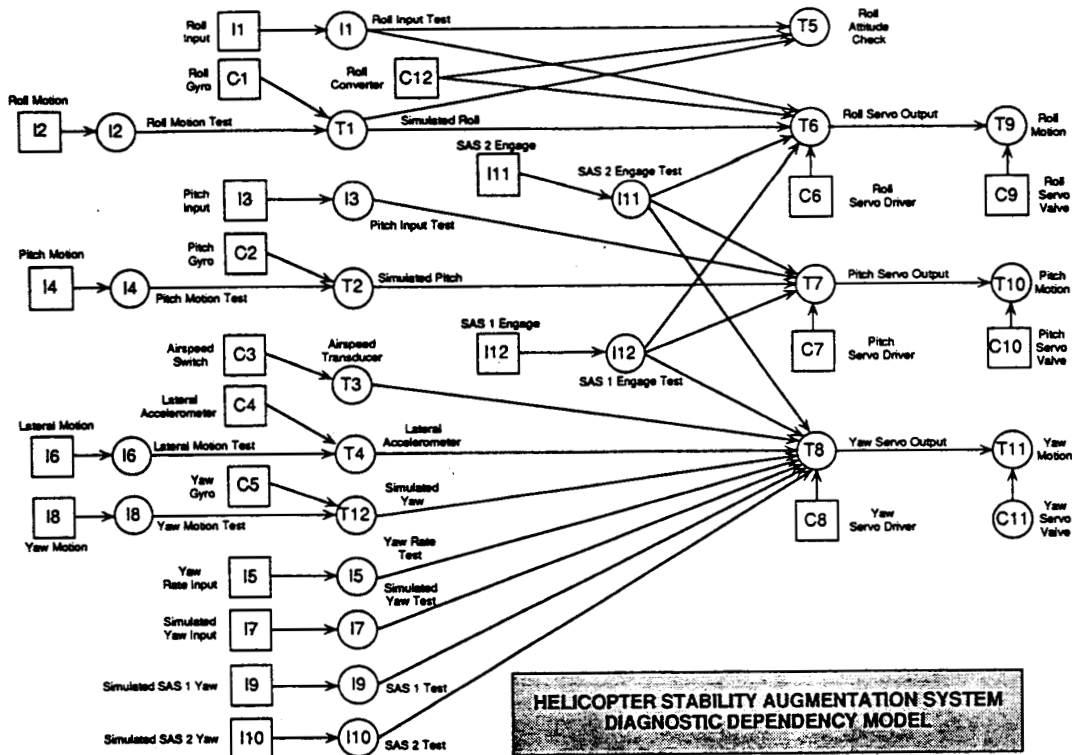 Roll
Input
I1
I1
Roll Input Test
T5
Roll
Attitude
Check
Roll
Gyro
C1
Roll
Converter
C12
Roll Motion
I2
I2
Roll Motion Test
T1
Simulated Roll
T6
Roll Servo Output
T9
Roll
Motion
SAS 2 Engage
I11
SAS 2 Engage Test
I11
C6
Roll
Servo Driver
C9
Roll
Servo
Valve
Pitch
Input
I3
I3
Pitch Input Test
Pitch
Gyro
C2
Pitch Motion
I4
I4
Pitch Motion Test
T2
Simulated Pitch
T7
Pitch Servo Output
T10
Pitch
Motion
SAS 1 Engage
I12
I12
SAS 1 Engage Test
C7
Pitch
Servo Driver
C10
Pitch
Servo
Valve
Airspeed
Switch
C3
Airspeed
Transducer
T3
Lateral
Accelerometer
C4
Lateral Motion
I6
I6
Lateral Motion Test
T4
Lateral
Accelerometer
T8
Yaw Servo Output
T11
Yaw
Motion
Yaw
Gyro
C5
I8
Yaw Motion
I8
Yaw Motion Test
T12
Simulated
Yaw
C8
Yaw
Servo Driver
C11
Yaw
Servo
Valve
Yaw
Rate Input
I5
I5
Yaw Rate
Test
Simulated
Yaw Input
I7
I7
Simulated
Yaw Test
Simulated SAS 1 Yaw
I9
I9
SAS 1 Test
Simulated SAS 2 Yaw
I10
I10
SAS 2 Test
HELICOPTER STABILITY AUGMENTATION SYSTEM
DIAGNOSTIC DEPENDENCY MODEL